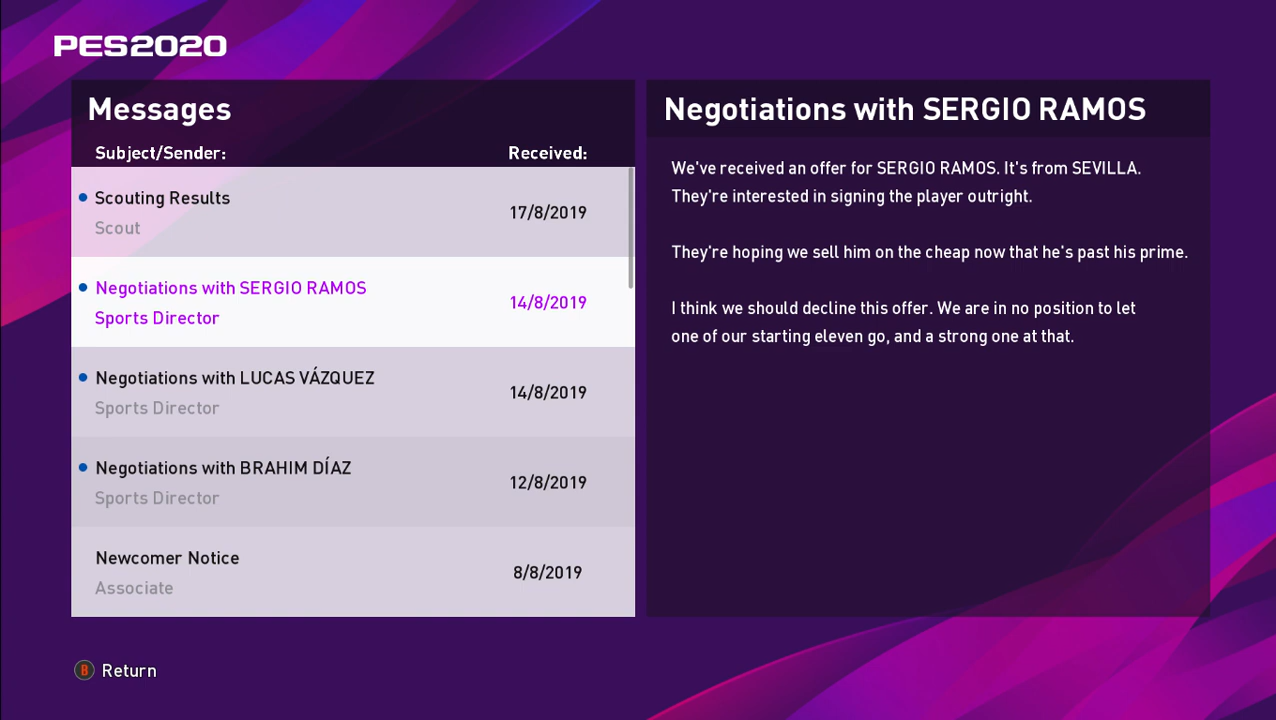 PES2020
Messages
Subject/Sender:
Received:
Scouting Results
Scout
17/8/2019
Negotiations with SERGIO RAMOS
Sports Director
14/8/2019
Negotiations with LUCAS VÁZQUEZ
Sports Director
14/8/2019
Negotiations with BRAHIM DÍAZ
Sports Director
12/8/2019
Newcomer Notice
Associate
8/8/2019
Negotiations with SERGIO RAMOS
We've received an offer for SERGIO RAMOS. It's from SEVILLA.
They're interested in signing the player outright.
They're hoping we sell him on the cheap now that he's past his prime.
I think we should decline this offer. We are in no position to let
one of our starting eleven go, and a strong one at that.
B Return